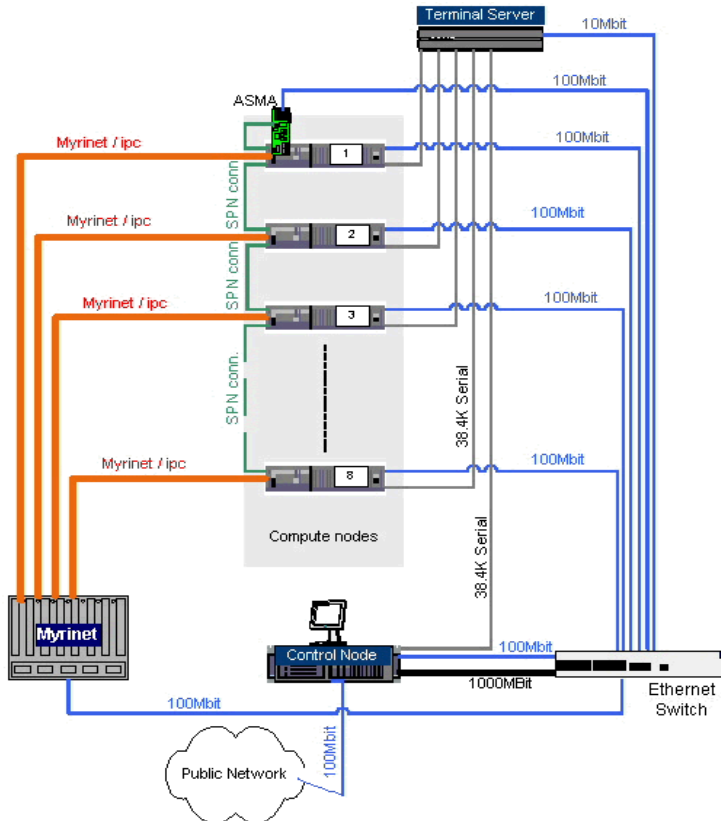 Terminal Server
10Mbit
100Mbit
ASMA
100Mbit
Myrinet / ipc
1
SPN conn.
Myrinet / ipc
2
100Mbit
SPN conn
Myrinet / ipc
3
100Mbit
SPN conn.
38.4K Serial
Myrinet / ipc
8
100Mbit
Compute nodes
38.4K Serial
Myrinet
Control Node
100Mbit
1000MBit
Ethernet
Switch
100Mbit
100Mbit
Public Network